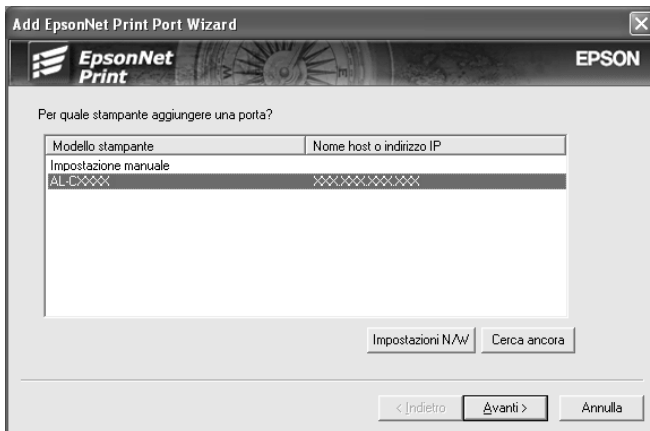 Add EpsonNet Print Port Wizard
EpsonNet
Print
EPSON
Per quale stampante aggiungere una porta?
Modello stampante Nome host o indirizzo IP
Impostazione manuale
AL-CXXXX XXX.XXX.XXX.XXX
Impostazioni N/W Cerca ancora
< Indietro Avanti > Annulla